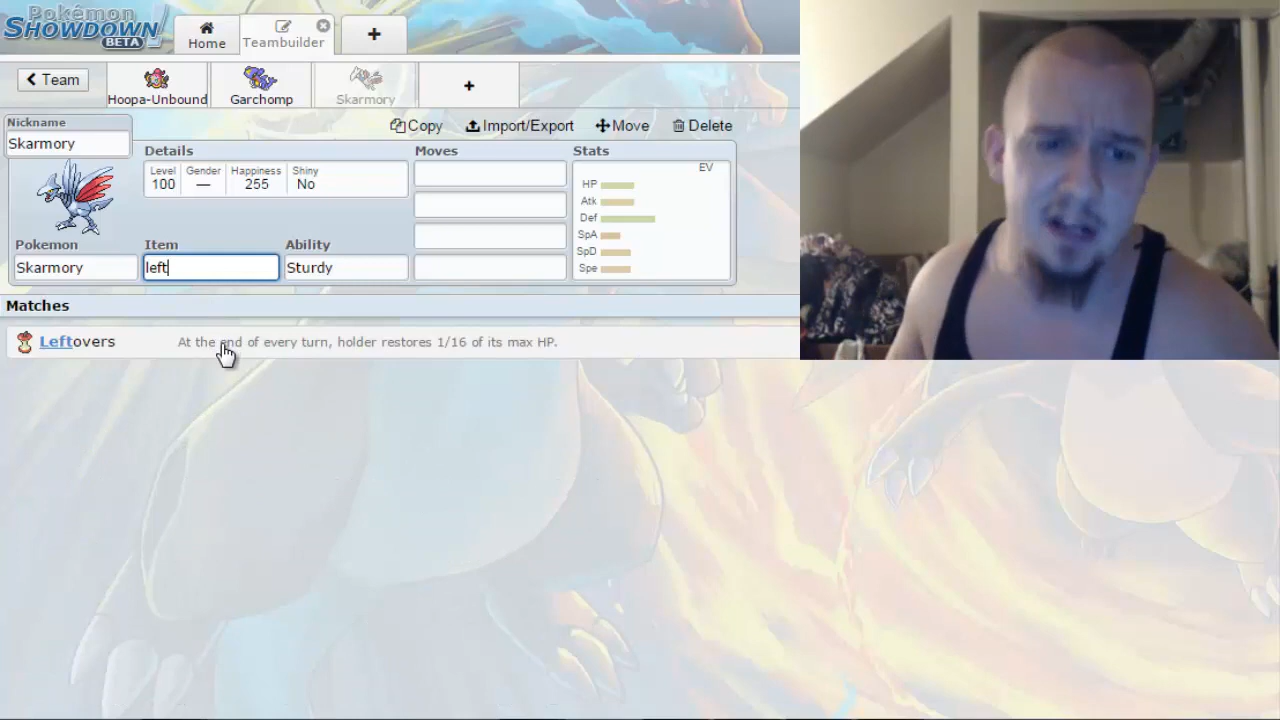 Pokémon
SHOWDOWN!
BETA
Home
Teambuilder
+
Team
Hoopa-Unbound
Garchomp
Skarmory
+
Copy
Import/Export
Move
Delete
Nickname
Skarmory
Details
Level
100
Gender
—
Happiness
255
Shiny
No
Moves
Stats
EV
HP
Atk
Def
SpA
SpD
Spe
Pokemon
Skarmory
Item
left
Ability
Sturdy
Matches
Leftovers At the end of every turn, holder restores 1/16 of its max HP.